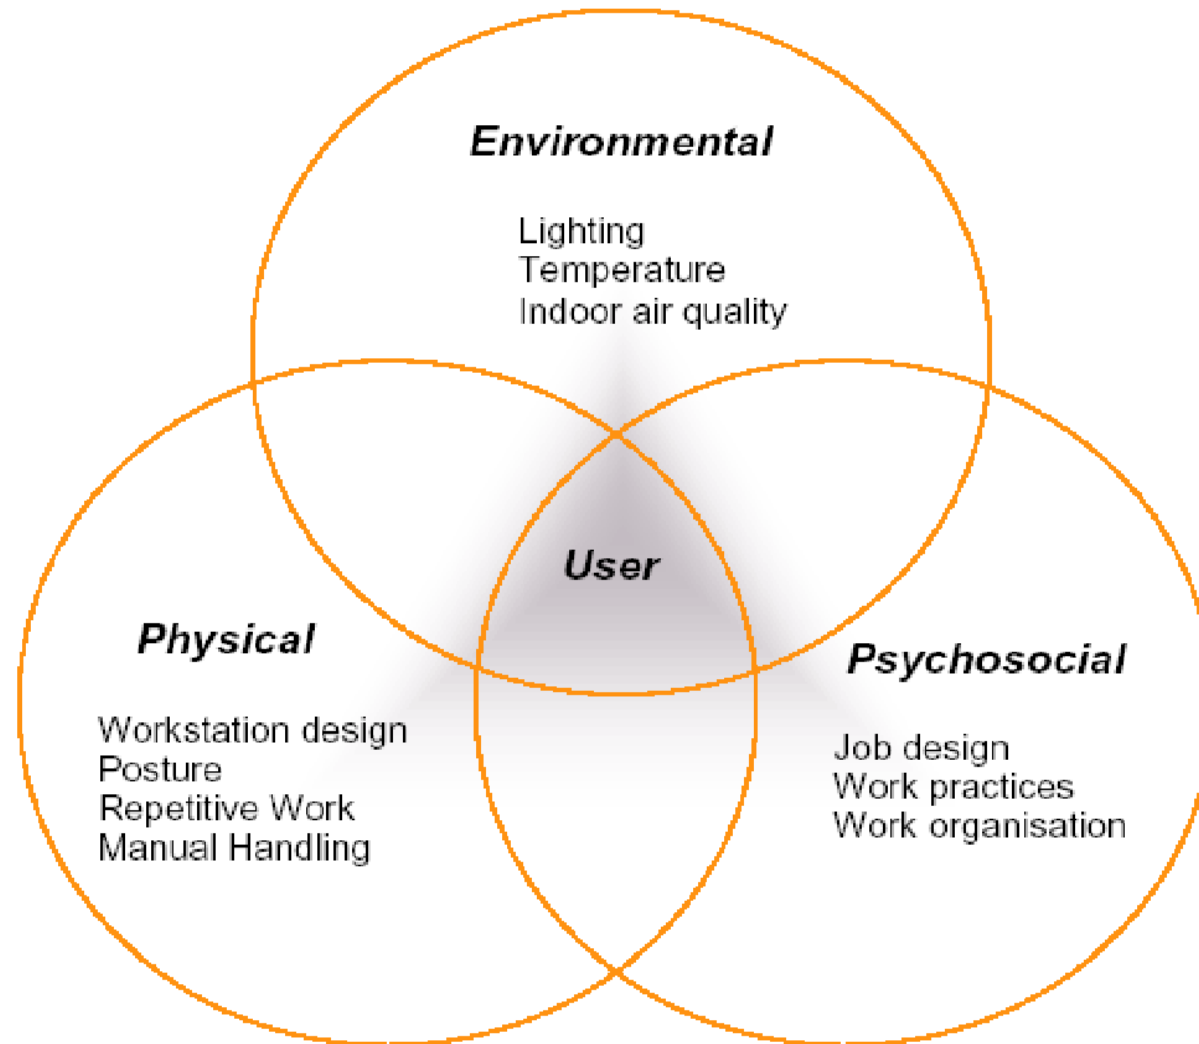 Environmental
Lighting
Temperature
Indoor air quality
User
Physical
Workstation design
Posture
Repetitive Work
Manual Handling
Psychosocial
Job design
Work practices
Work organisation